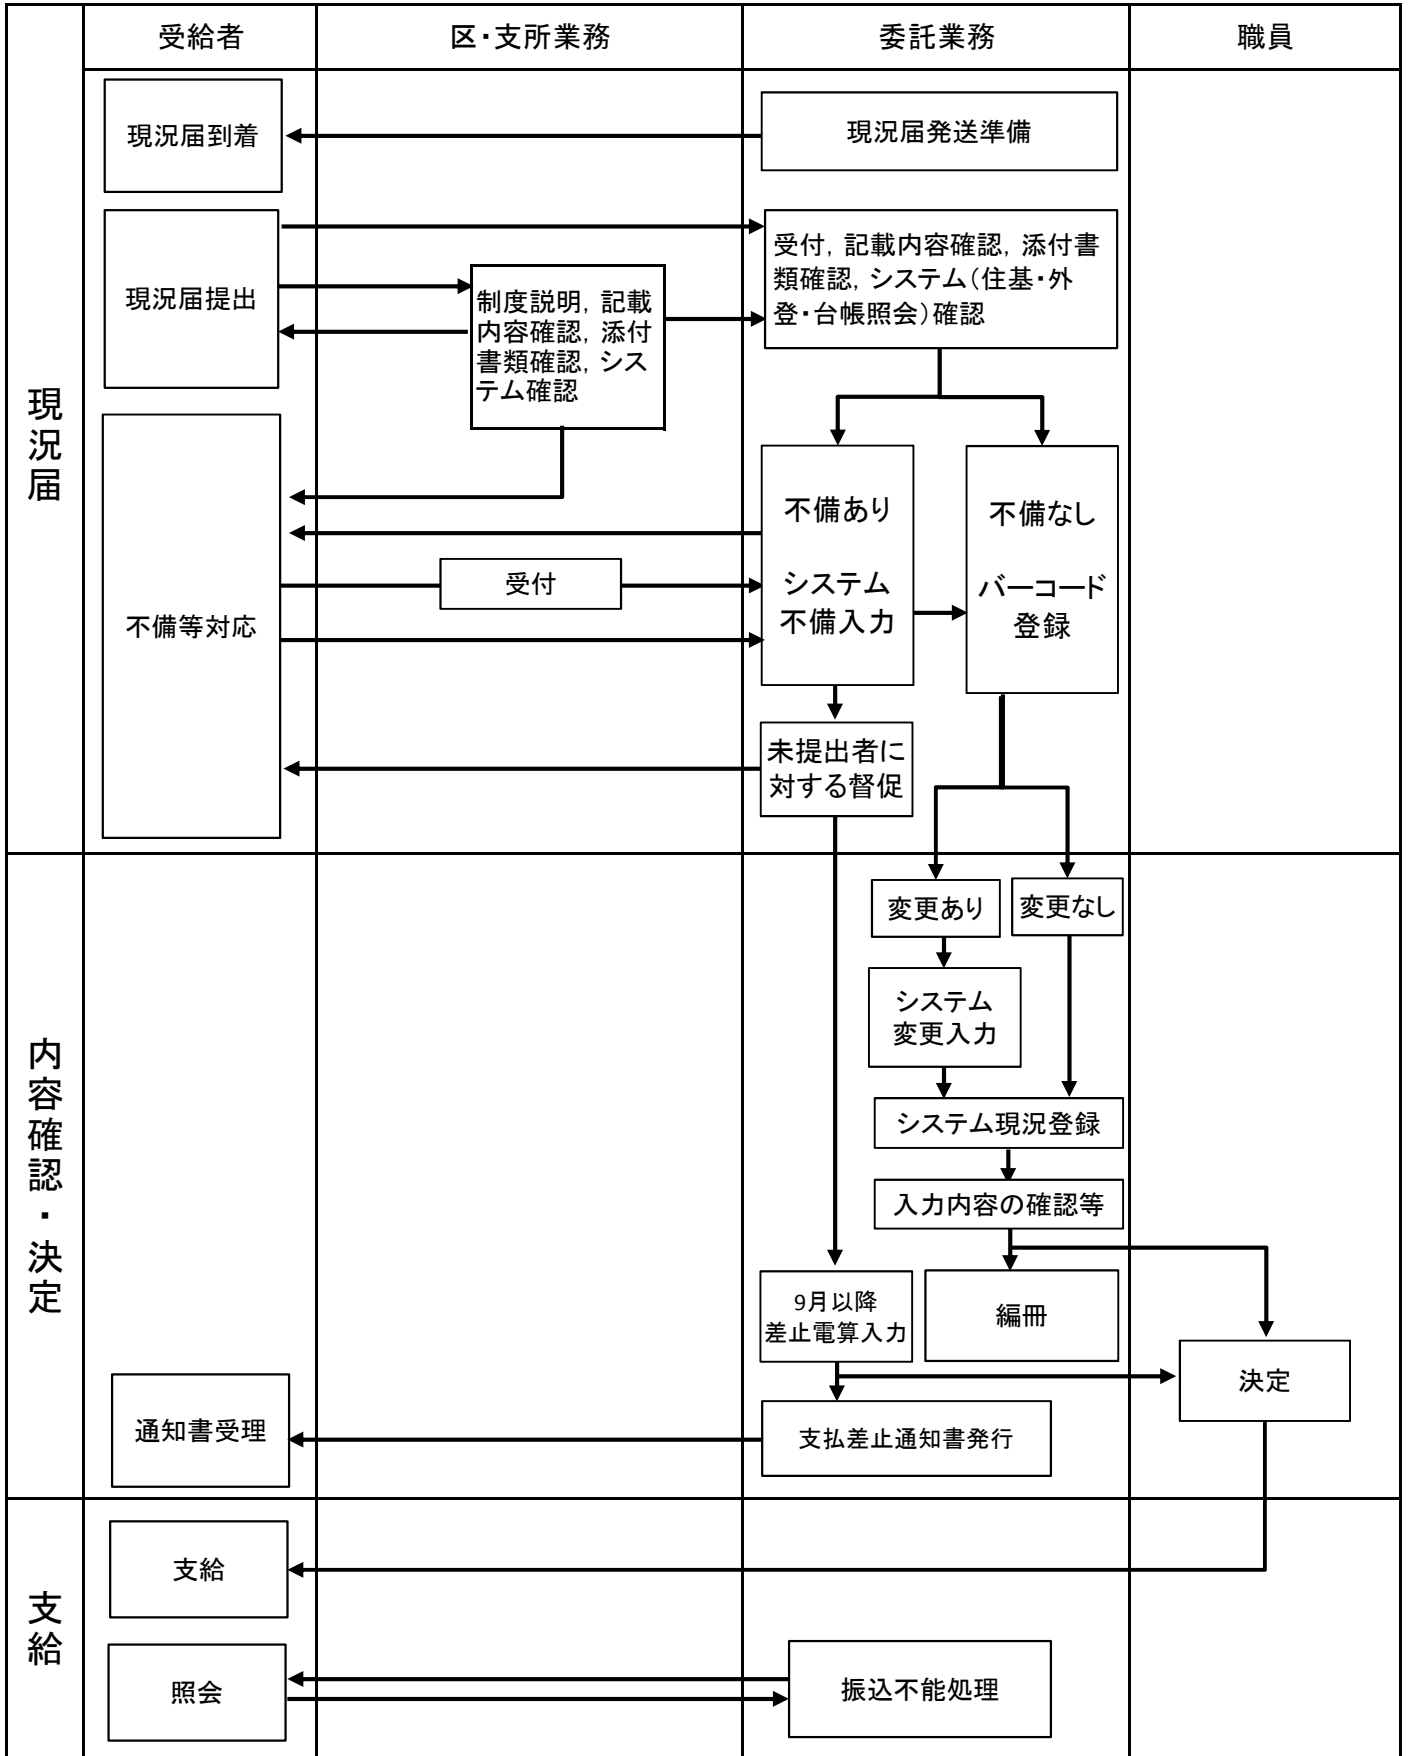 受給者
区・支所業務
委託業務
職員
現況届
現況届到着
現況届発送準備
現況届提出
制度説明，記載
内容確認，添付
書類確認，シス
テム確認
受付，記載内容確認，添付書
類確認，システム（住基・外
登・台帳照会）確認
不備等対応
受付
不備あり
システム
不備入力
不備なし
バーコード
登録
未提出者に
対する督促
内容確認・決定
変更あり
変更なし
システム
変更入力
システム現況登録
入力内容の確認等
9月以降
差止電算入力
編冊
決定
通知書受理
支払差止通知書発行
支給
支給
照会
振込不能処理